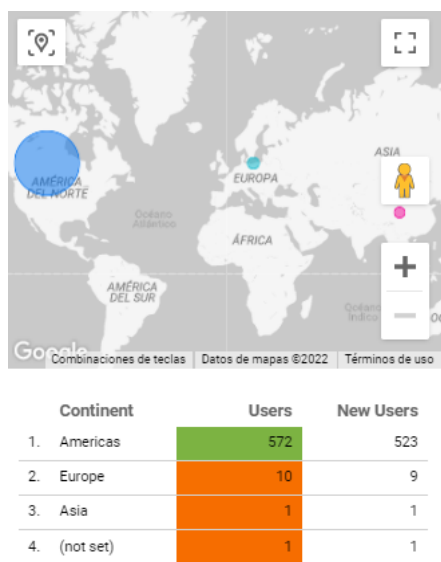 ASIA
EUROPA
AMÉRICA
DEL NORTE
Océano
Atlántico
ÁFRICA
AMÉRICA
DEL SUR
Océano
Índico
Google
Combinaciones de teclas
Datos de mapas ©2022
Términos de uso
Continent Users New Users
1. Americas 572 523
2. Europe 10 9
3. Asia 1 1
4. (not set) 1 1